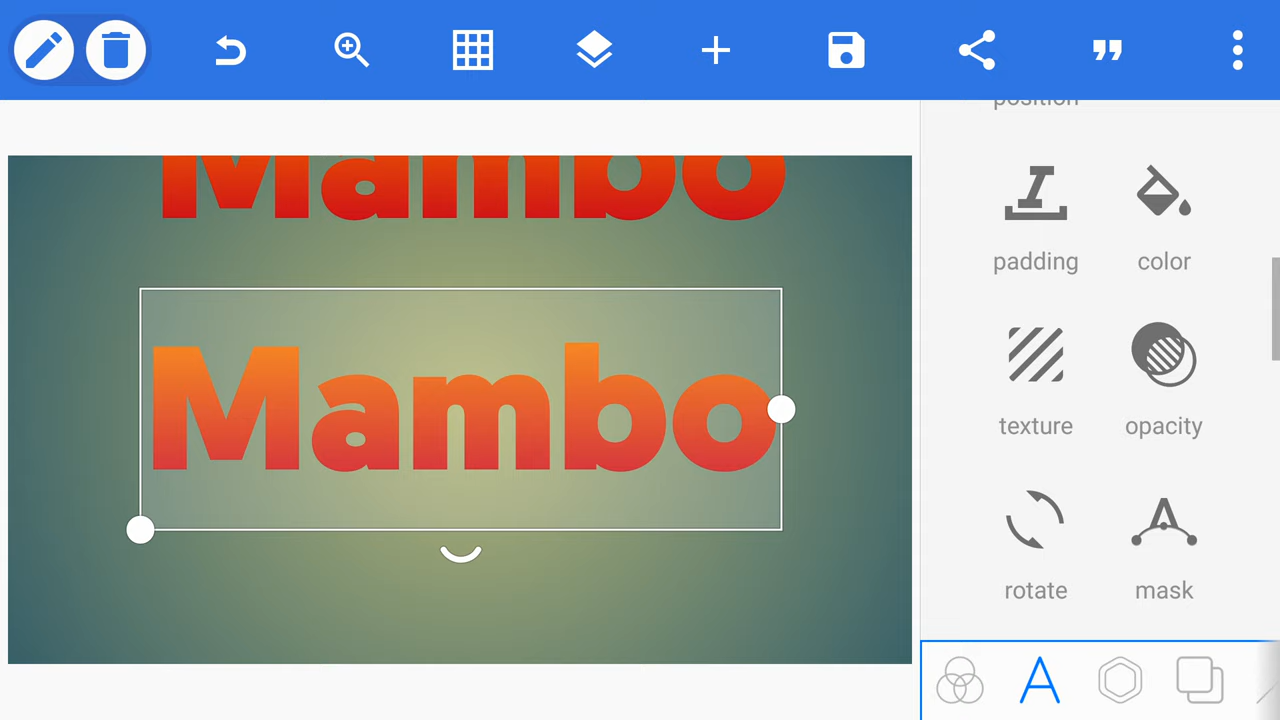 position
Mambo
padding color
Mambo
texture opacity
rotate mask